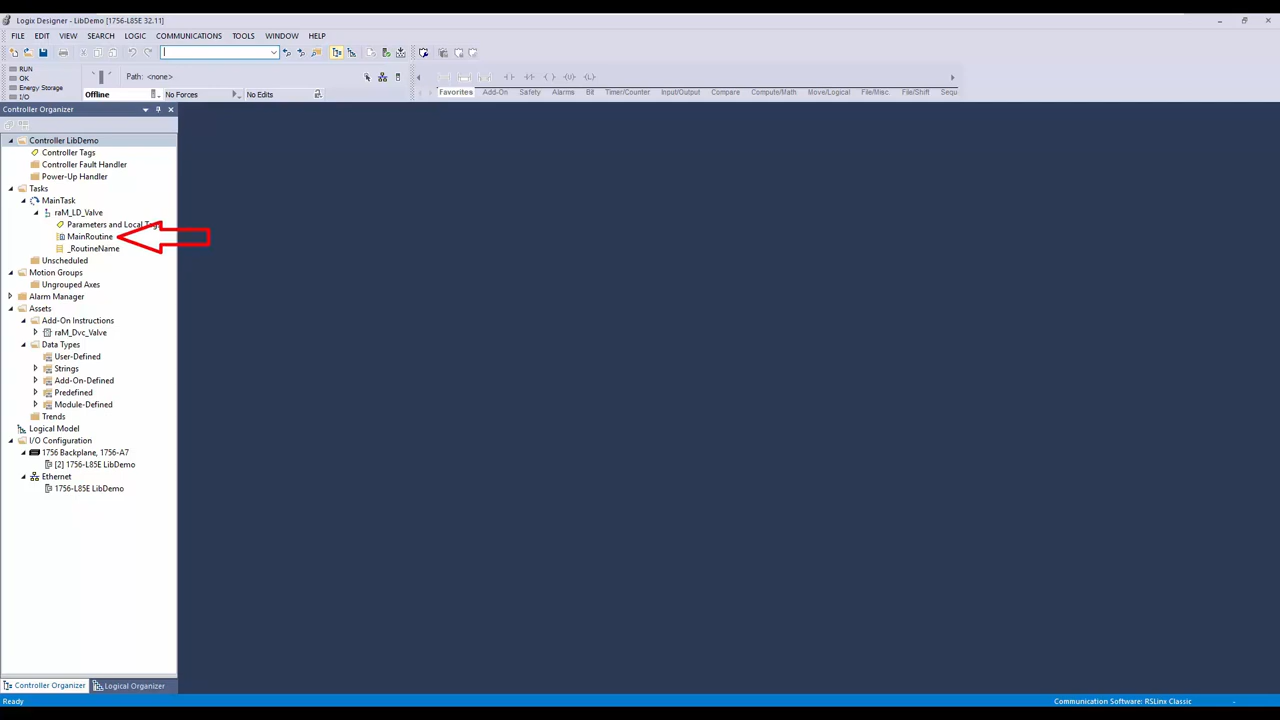 Logix Designer - LibDemo [1756-L85E 32.11]
FILE EDIT VIEW SEARCH LOGIC COMMUNICATIONS TOOLS WINDOW HELP
RUN
OK
Energy Storage
I/O
Path: <none>
Offline No Forces No Edits
Favorites Add-On Safety Alarms Bit Timer/Counter Input/Output Compare Compute/Math Move/Logical File/Misc. File/Shift Sequ
Controller Organizer
Controller LibDemo
Controller Tags
Controller Fault Handler
Power-Up Handler
Tasks
MainTask
raM_LD_Valve
Parameters and Local Tags
MainRoutine
_RoutineName
Unscheduled
Motion Groups
Ungrouped Axes
Alarm Manager
Assets
Add-On Instructions
raM_Dvc_Valve
Data Types
User-Defined
Strings
Add-On-Defined
Predefined
Module-Defined
Trends
Logical Model
I/O Configuration
1756 Backplane, 1756-A7
[2] 1756-L85E LibDemo
Ethernet
1756-L85E LibDemo
Controller Organizer Logical Organizer
Ready
Communication Software: RSLinx Classic